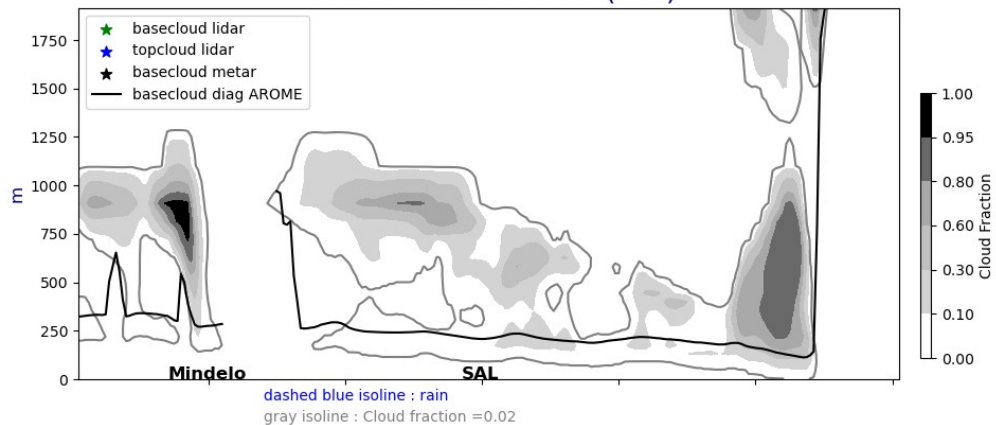 basecloud lidar
topcloud lidar
basecloud metar
basecloud diag AROME
1750
1500
1250
1000
750
500
250
0
m
Mindelo
SAL
dashed blue isoline : rain
gray isoline : Cloud fraction =0.02
1.00
0.95
0.80
0.60
0.30
0.10
0.00
Cloud Fraction